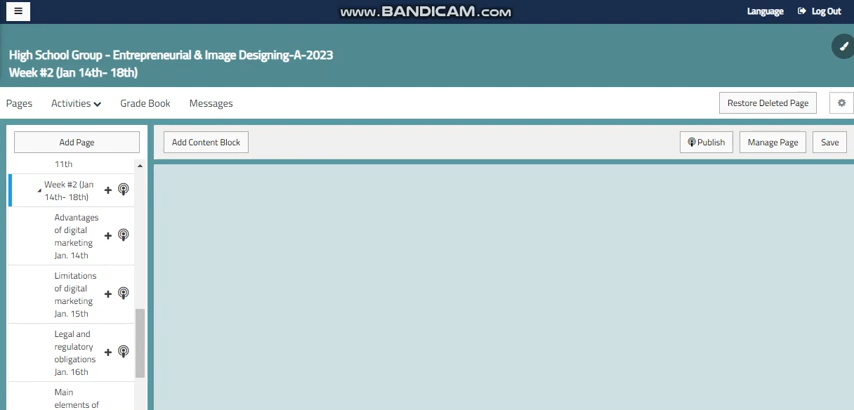 www.BANDICAM.com
Language
Log Out
High School Group - Entrepreneurial & Image Designing-A-2023
Week #2 (Jan 14th- 18th)
Pages
Activities
Grade Book
Messages
Restore Deleted Page
Add Page
Add Content Block
Publish
Manage Page
Save
11th
Week #2 (Jan
14th- 18th)
Advantages
of digital
marketing
Jan. 14th
Limitations
of digital
marketing
Jan. 15th
Legal and
regulatory
obligations
Jan. 16th
Main
elements of